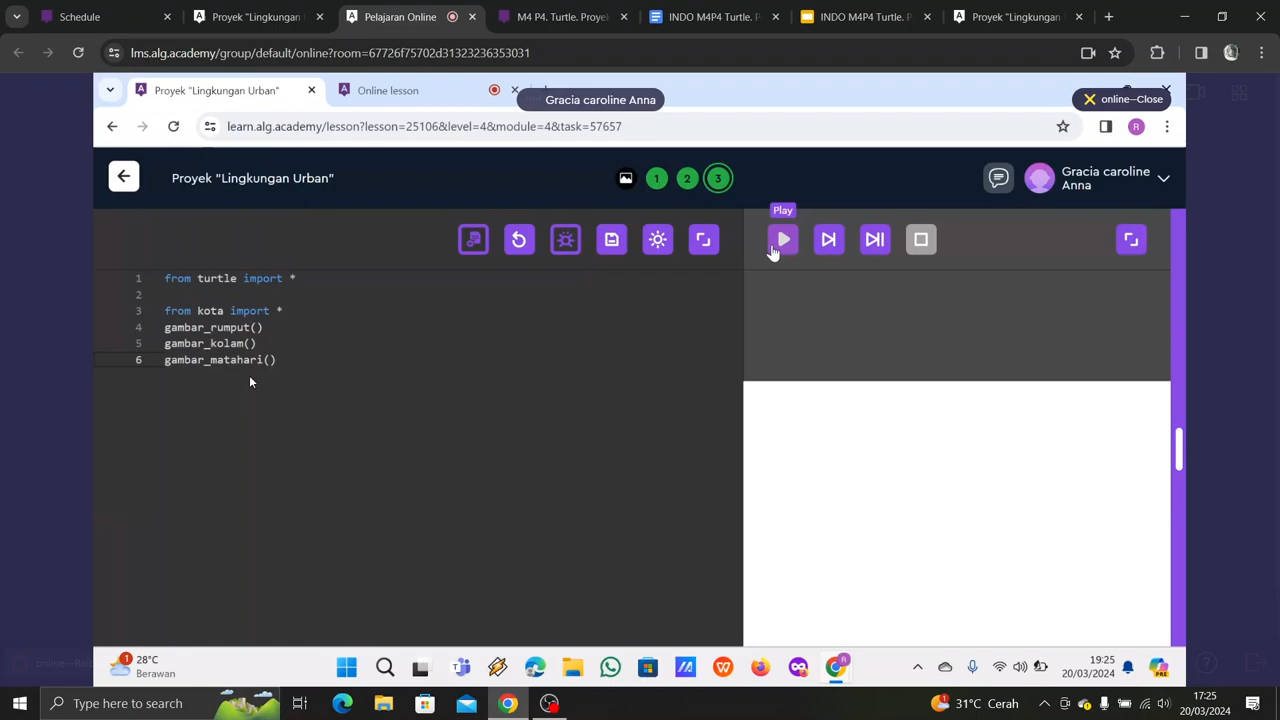 Schedule
Proyek "Lingkungan
Pelajaran Online
M4 P4. Turtle. Proye
INDO M4P4 Turtle. P
INDO M4P4 Turtle. P
Proyek "Lingkungan
lms.alg.academy/group/default/online?room=67726f75702d31323236353031
Proyek "Lingkungan Urban"
Online lesson
Gracia caroline Anna
online--Close
learn.alg.academy/lesson?lesson=25106&level=4&module=4&task=57657
R
Proyek "Lingkungan Urban"
1
2
3
Gracia caroline
Anna
Play
1 from turtle import *
2
3 from kota import *
4 gambar_rumput()
5 gambar_kolam()
6 gambar_matahari()
1
28°C
Berawan
R
19:25
20/03/2024
PRE
Type here to search
31°C Cerah
17:25
20/03/2024